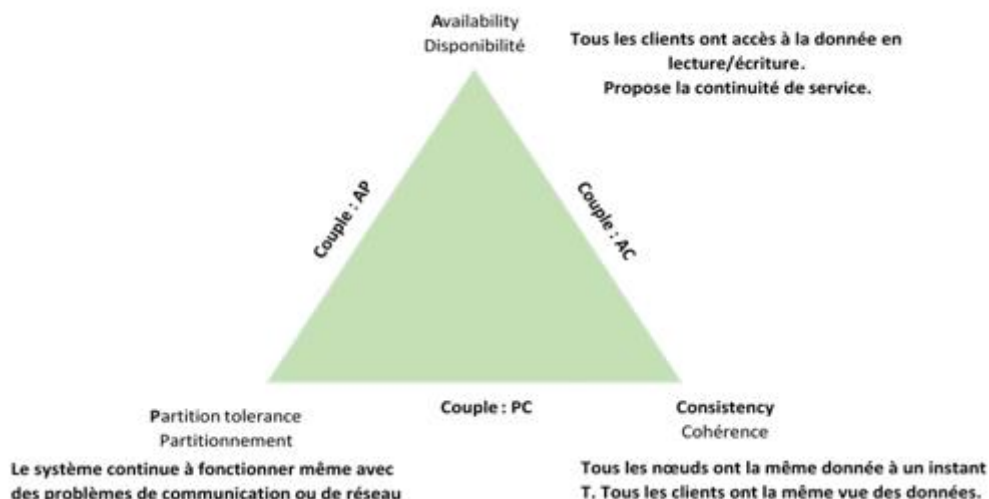 Availability
Disponibilité
Tous les clients ont accès à la donnée en
lecture/écriture.
Propose la continuité de service.
Couple : AP
Couple : AC
Couple : PC
Partition tolerance
Partitionnement
Consistency
Cohérence
Le système continue à fonctionner même avec
des problèmes de communication ou de réseau
Tous les nœuds ont la même donnée à un instant
T. Tous les clients ont la même vue des données.